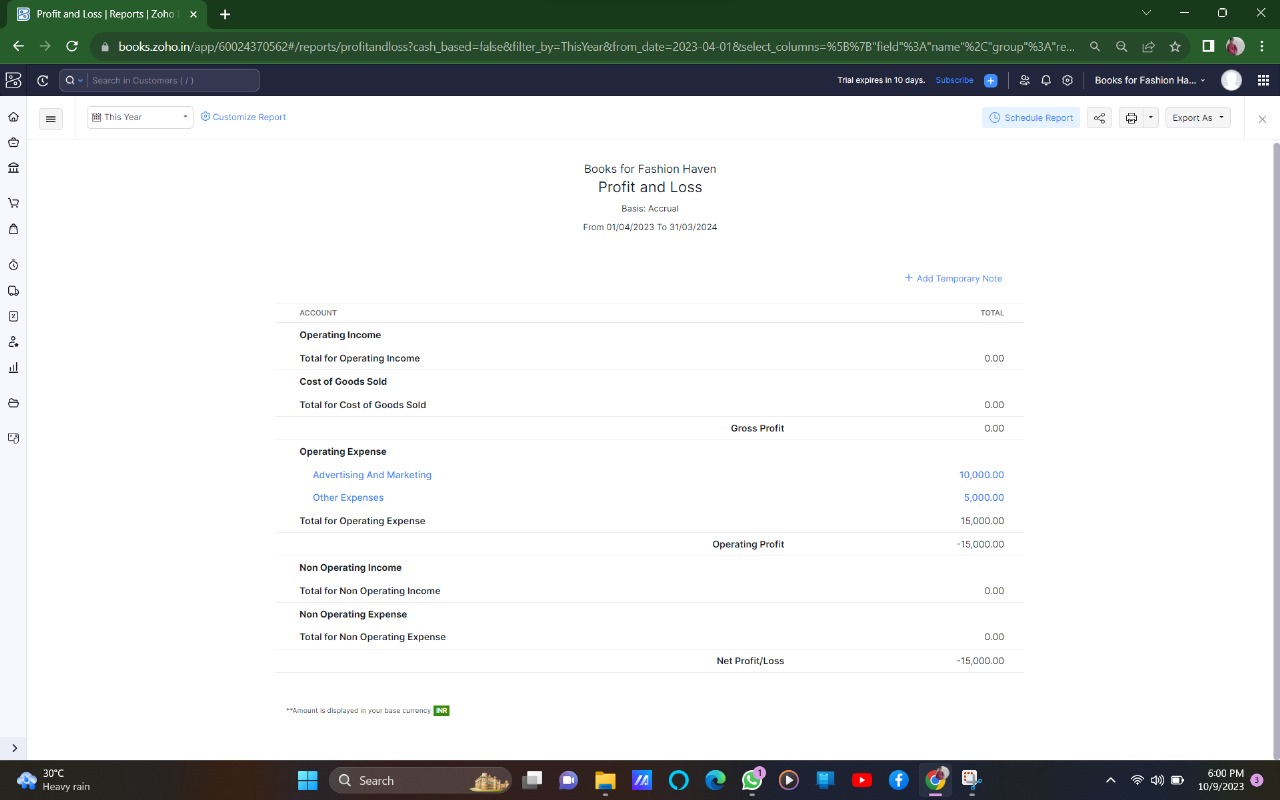 Profit and Loss | Reports | Zoho
books.zoho.in/app/60024370562#/reports/profitandloss?cash_based=false&filter_by=ThisYear&from_date=2023-04-01&select_columns=%5B%7B"field"%3A"name"%2C"group"%3A"re...
Search in Customers ( / )
Trial expires in 10 days. Subscribe
Books for Fashion Ha...
This Year
Customize Report
Schedule Report
Export As
Books for Fashion Haven
Profit and Loss
Basis: Accrual
From 01/04/2023 To 31/03/2024
+ Add Temporary Note
ACCOUNT TOTAL
Operating Income
Total for Operating Income 0.00
Cost of Goods Sold
Total for Cost of Goods Sold 0.00
Gross Profit 0.00
Operating Expense
Advertising And Marketing 10,000.00
Other Expenses 5,000.00
Total for Operating Expense 15,000.00
Operating Profit -15,000.00
Non Operating Income
Total for Non Operating Income 0.00
Non Operating Expense
Total for Non Operating Expense 0.00
Net Profit/Loss -15,000.00
**Amount is displayed in your base currency INR
30°C
Heavy rain
Search
1
6:00 PM
10/9/2023
3